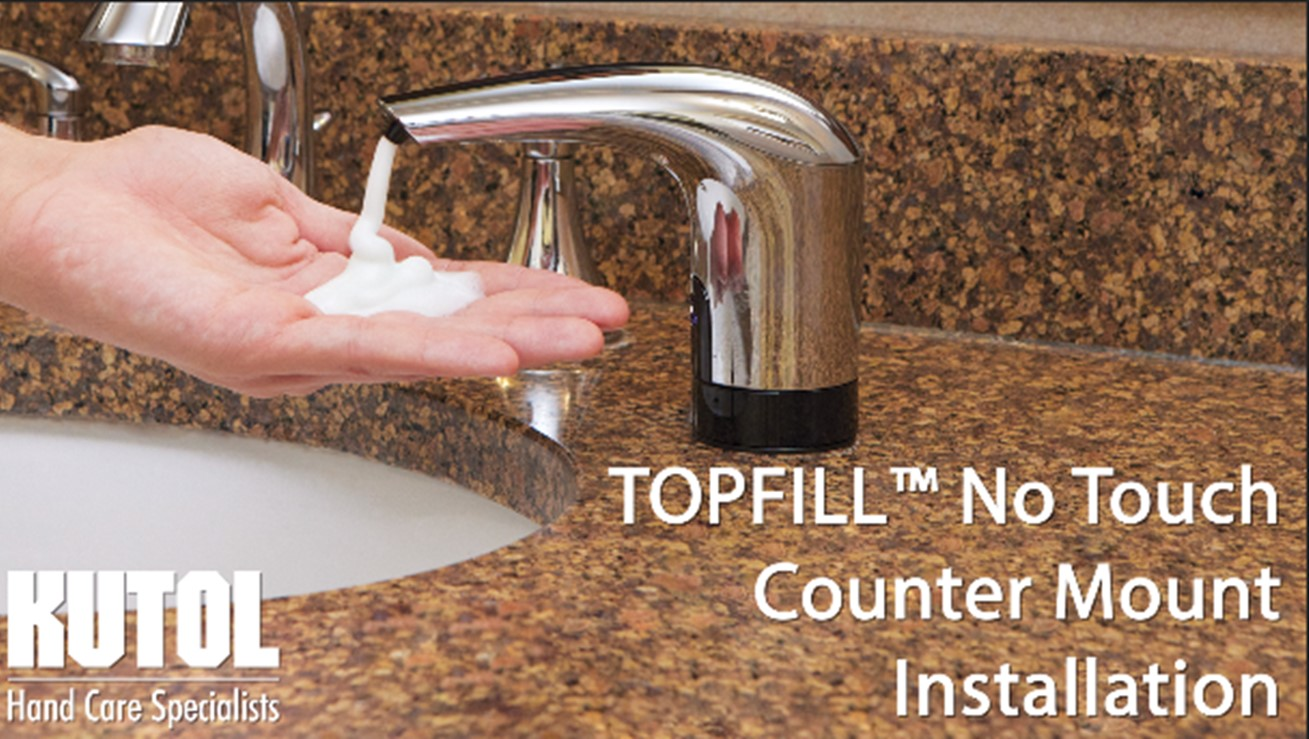 TOPFILL™ No Touch
Counter Mount
Installation
KUTOL
Hand Care Specialists